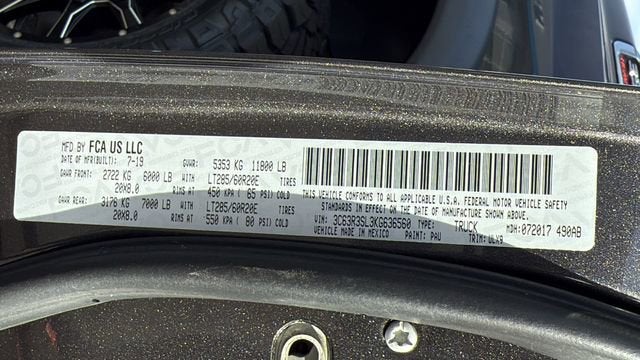 MFD BY FCA US LLC
DATE OF MFR(BUILT): 7-19 GVWR: 5353 KG 11800 LB
GAWR FRONT: 2722 KG 6000 LB WITH LT285/60R20E TIRES
20X8.0 RIMS AT 450 KPA ( 65 PSI) COLD
GAWR REAR: 3176 KG 7000 LB WITH LT285/60R20E TIRES
20X8.0 RIMS AT 550 KPA ( 80 PSI) COLD
THIS VEHICLE CONFORMS TO ALL APPLICABLE U.S.A. FEDERAL MOTOR VEHICLE SAFETY
STANDARDS IN EFFECT ON THE DATE OF MANUFACTURE SHOWN ABOVE.
VIN: 3C63R3SL3KG636560 TYPE: TRUCK MDH: 072017 490AB
VEHICLE MADE IN MEXICO PAINT: PAU TRIM: